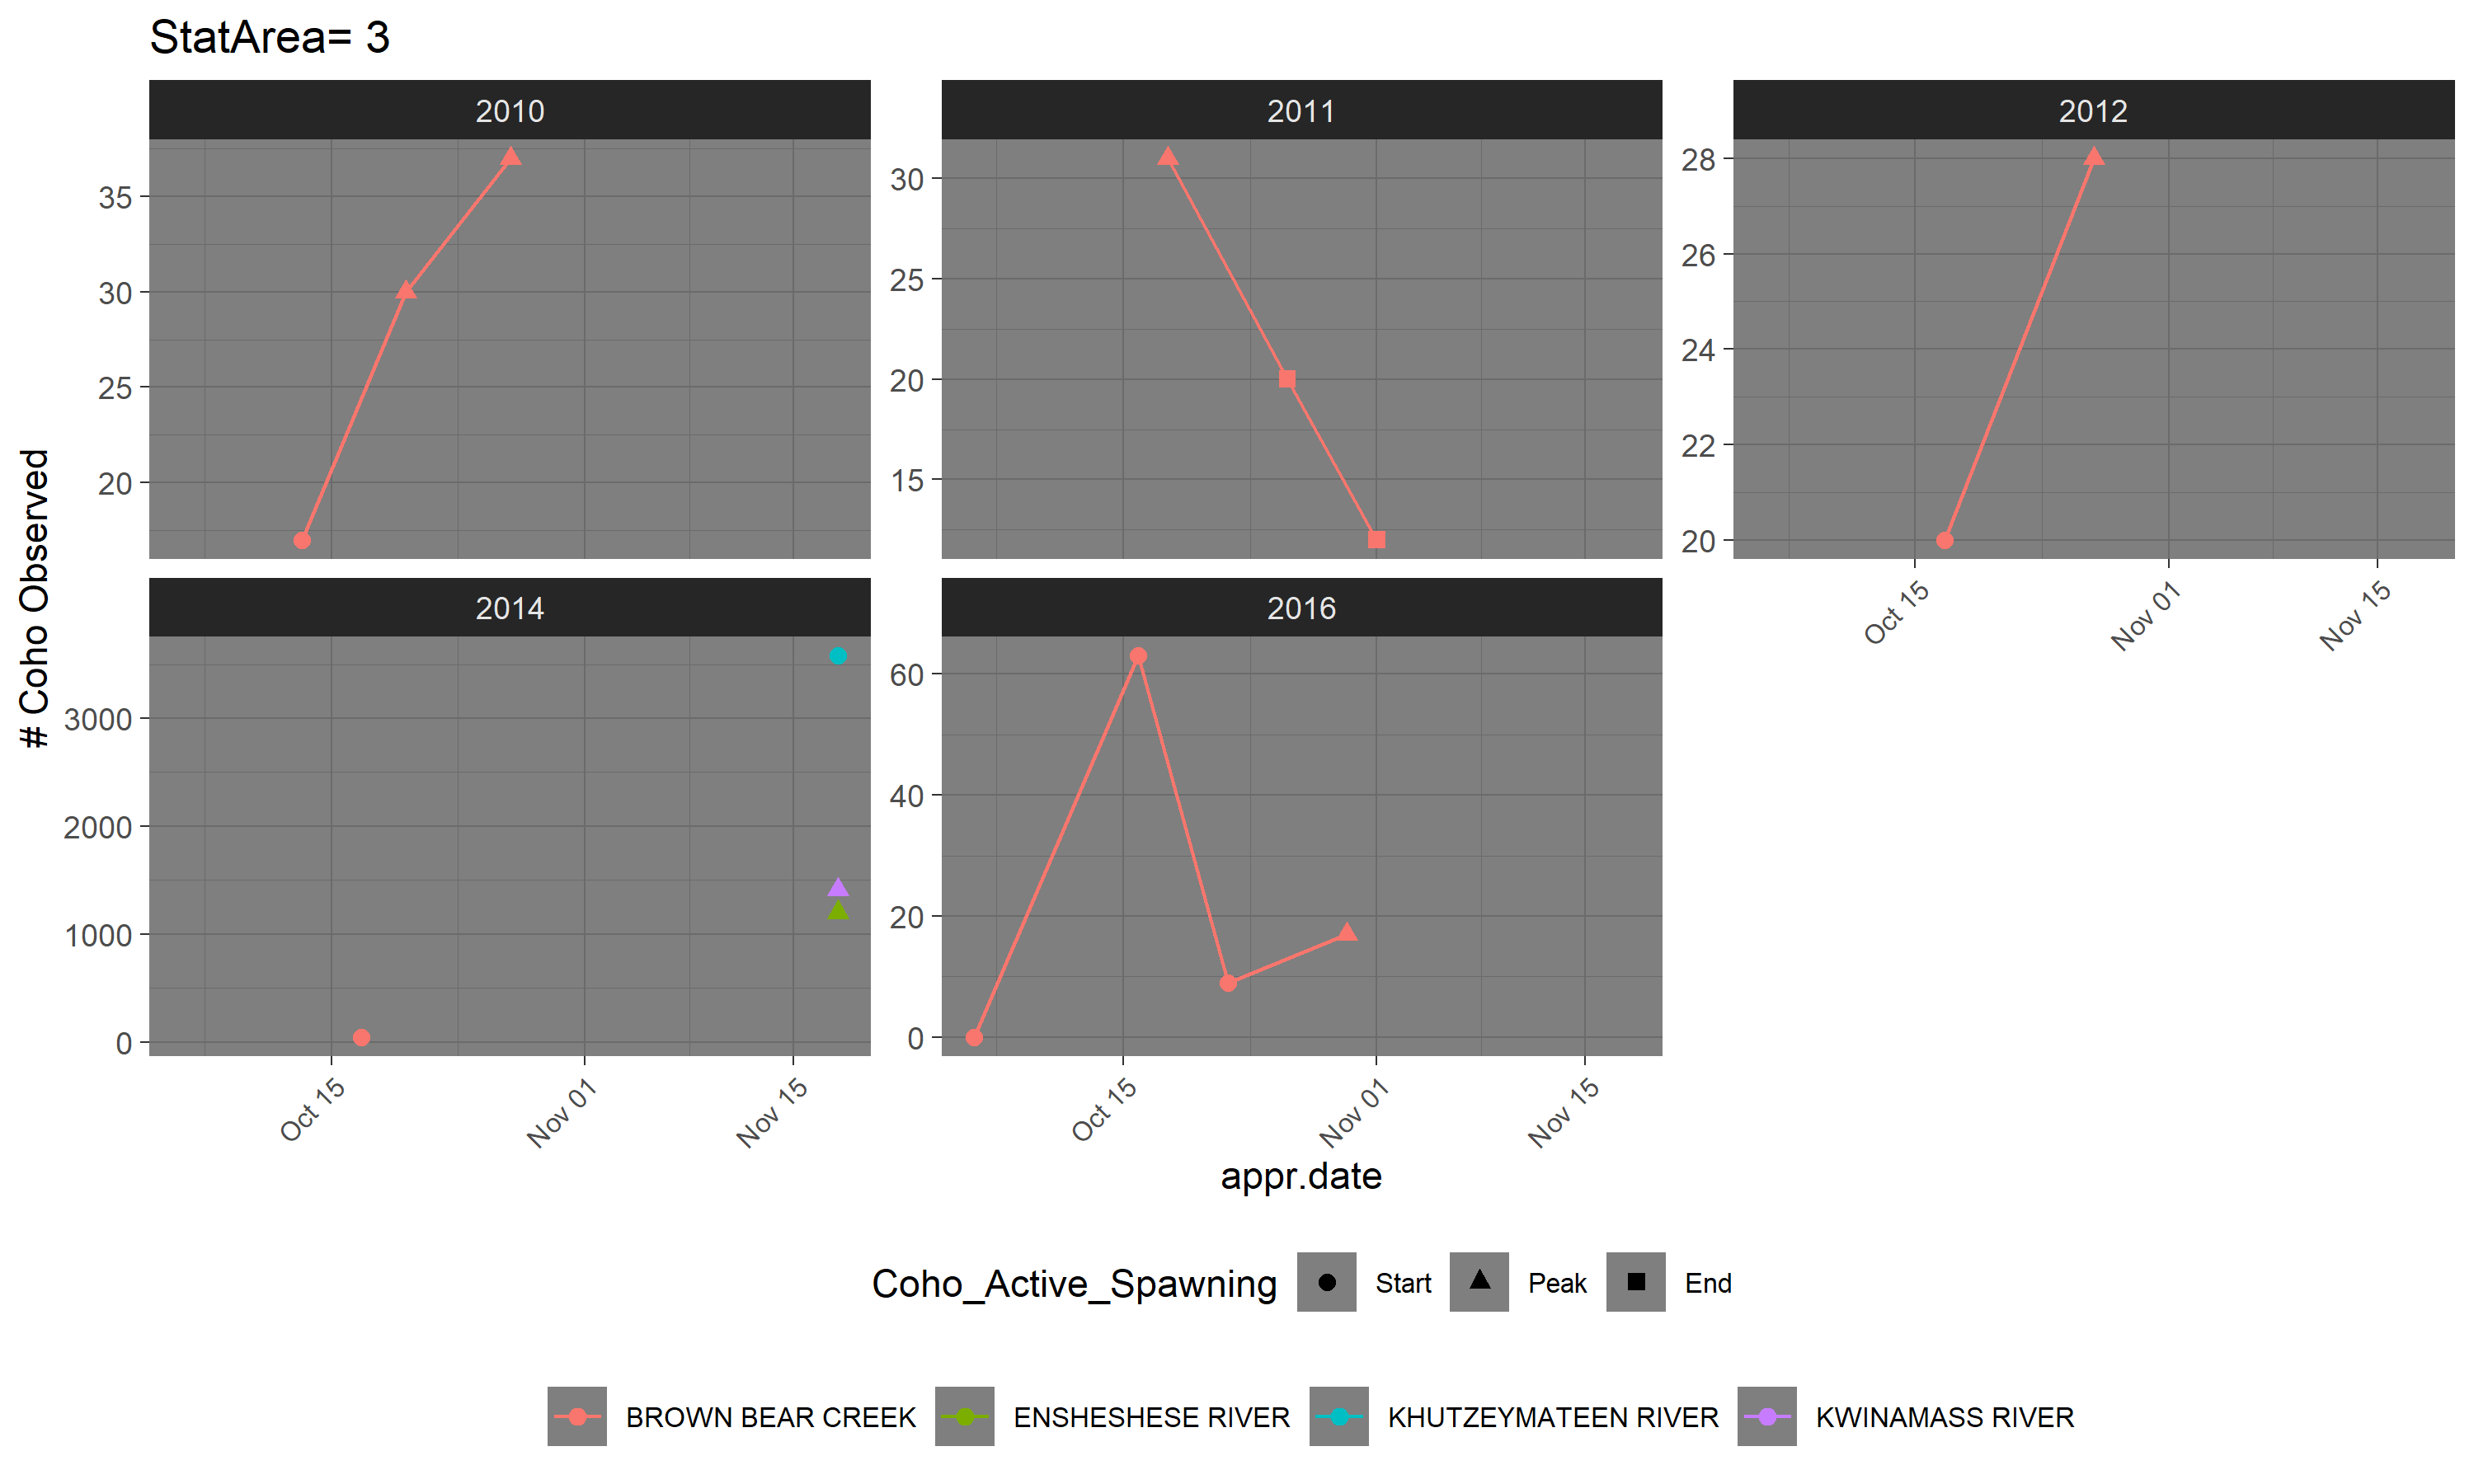 StatArea= 3
2010
2011
2012
35
30
25
20
30
25
20
15
28
26
24
22
20
Oct 15
Nov 01
Nov 15
# Coho Observed
2014
2016
3000
2000
1000
0
60
40
20
0
Oct 15
Nov 01
Nov 15
Oct 15
Nov 01
Nov 15
appr.date
Coho_Active_Spawning Start Peak End
BROWN BEAR CREEK ENSHESHESE RIVER KHUTZEYMATEEN RIVER KWINAMASS RIVER